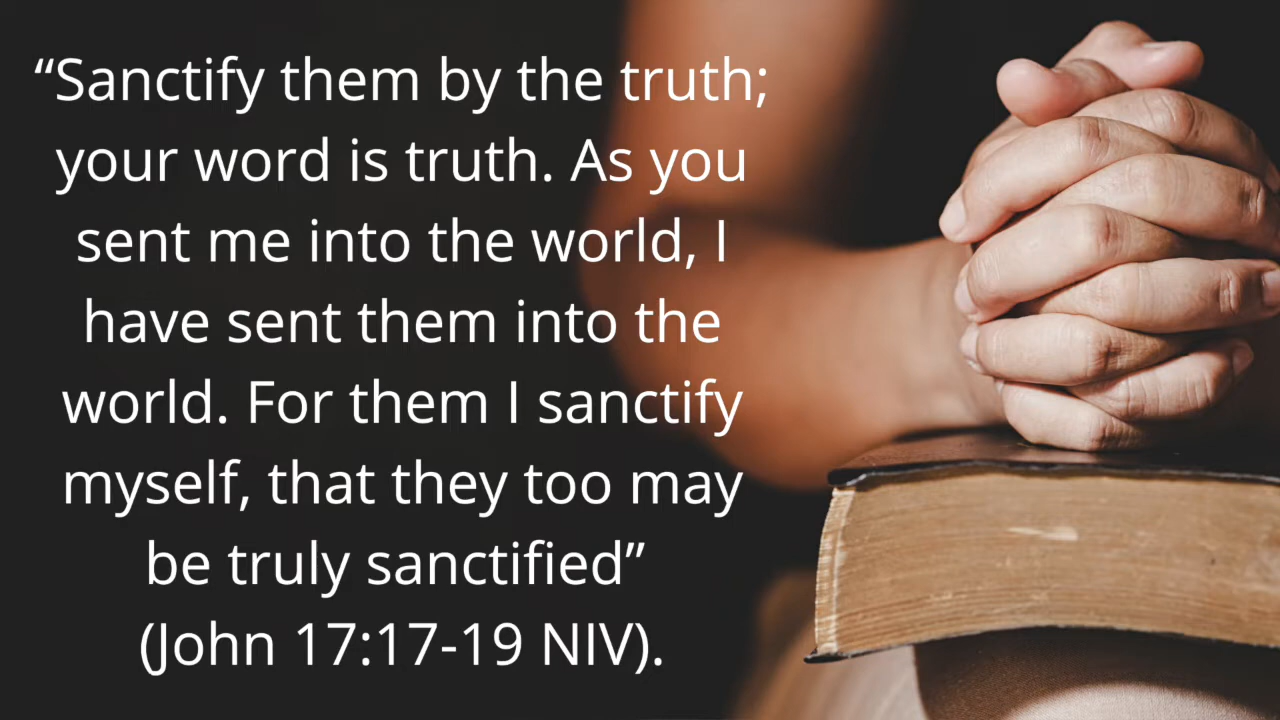 “Sanctify them by the truth;
your word is truth. As you
sent me into the world, I
have sent them into the
world. For them I sanctify
myself, that they too may
be truly sanctified”
(John 17:17-19 NIV).